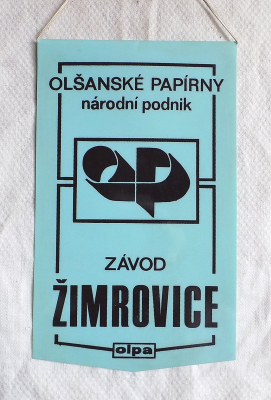 OLŠANSKÉ PAPÍRNY
národní podnik
ZÁVOD
ŽIMROVICE
olpa